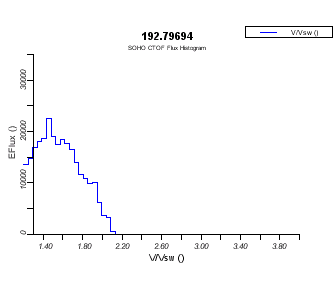 192.79694
SOHO CTOF Flux Histogram
V/Vsw ()
EFlux ()
30000
20000
10000
0
1.40 1.80 2.20 2.60 3.00 3.40 3.80
V/Vsw ()